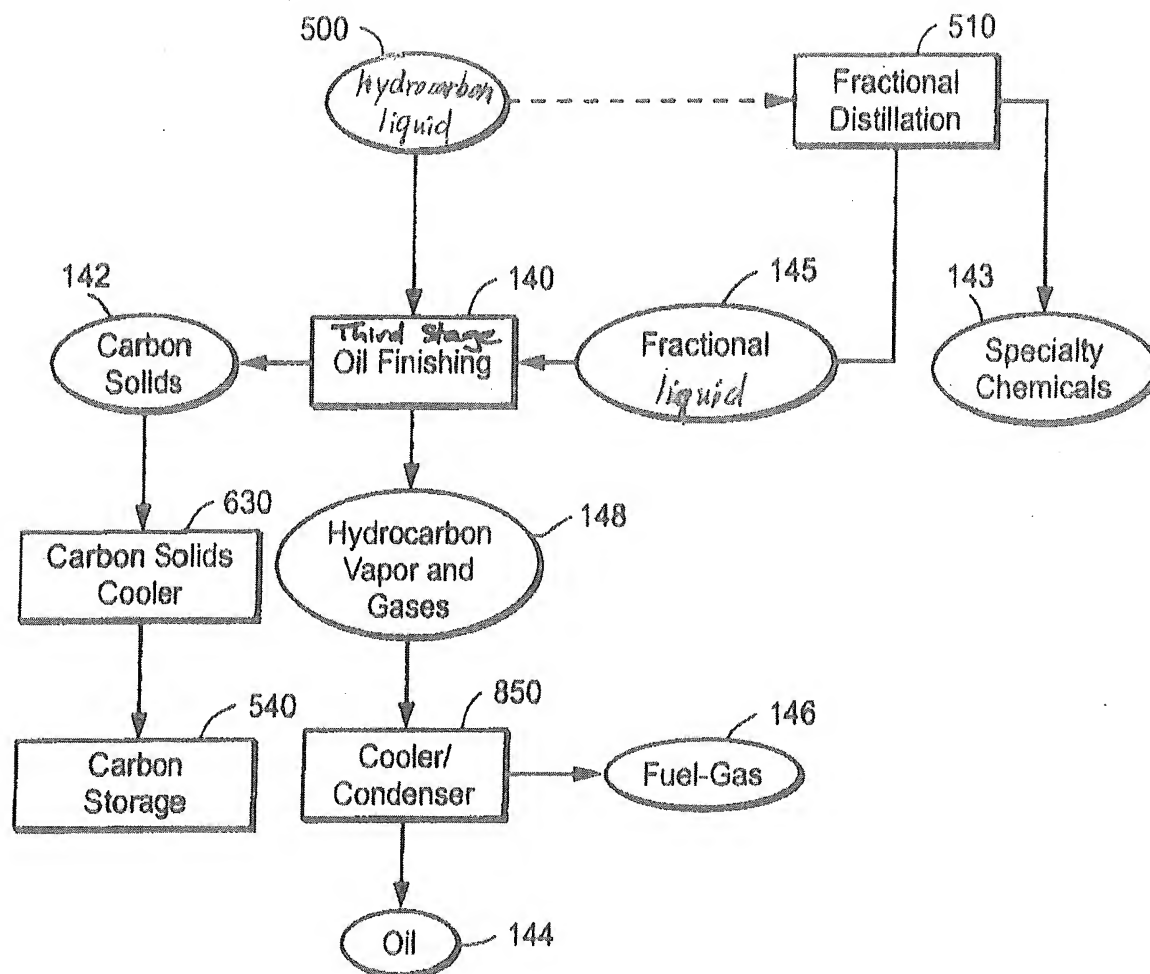 500
510
hydrocarbon
liquid
Fractional
Distillation
142
140
145
143
Carbon
Solids
Third Stage
Oil Finishing
Fractional
liquid
Specialty
Chemicals
630
148
Carbon Solids
Cooler
Hydrocarbon
Vapor and
Gases
540
850
146
Carbon
Storage
Cooler/
Condenser
Fuel-Gas
Oil
144